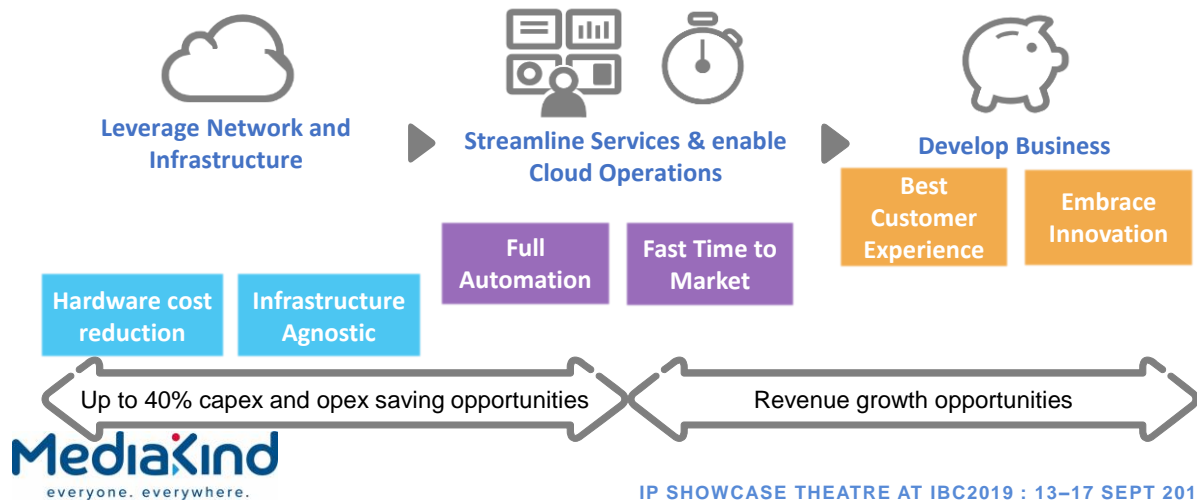 Leverage Network and
Infrastructure
Streamline Services & enable
Cloud Operations
Develop Business
Best
Customer
Experience
Embrace
Innovation
Full
Automation
Fast Time to
Market
Hardware cost
reduction
Infrastructure
Agnostic
Up to 40% capex and opex saving opportunities
Revenue growth opportunities
MediaKind
everyone. everywhere.
IP SHOWCASE THEATRE AT IBC2019 : 13–17 SEPT 201